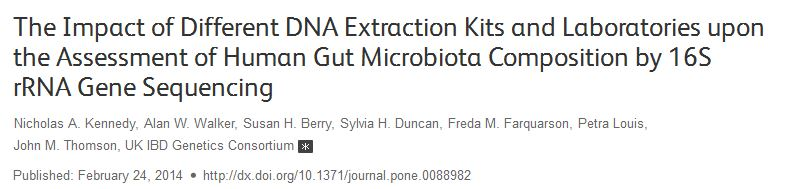 The Impact of Different DNA Extraction Kits and Laboratories upon
the Assessment of Human Gut Microbiota Composition by 16S
rRNA Gene Sequencing
Nicholas A. Kennedy, Alan W. Walker, Susan H. Berry, Sylvia H. Duncan, Freda M. Farquarson, Petra Louis,
John M. Thomson, UK IBD Genetics Consortium
Published: February 24, 2014 • http://dx.doi.org/10.1371/journal.pone.0088982